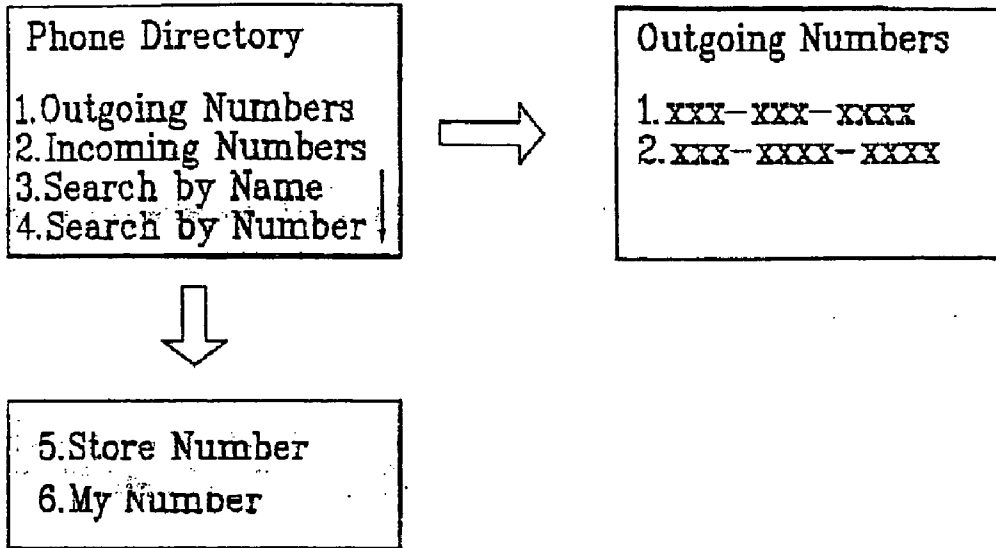 Phone Directory
1.Outgoing Numbers
2.Incoming Numbers
3.Search by Name
4.Search by Number
Outgoing Numbers
1.xxx-xxx-xxxx
2.xxx-xxxx-xxxx
5.Store Number
6.My Number